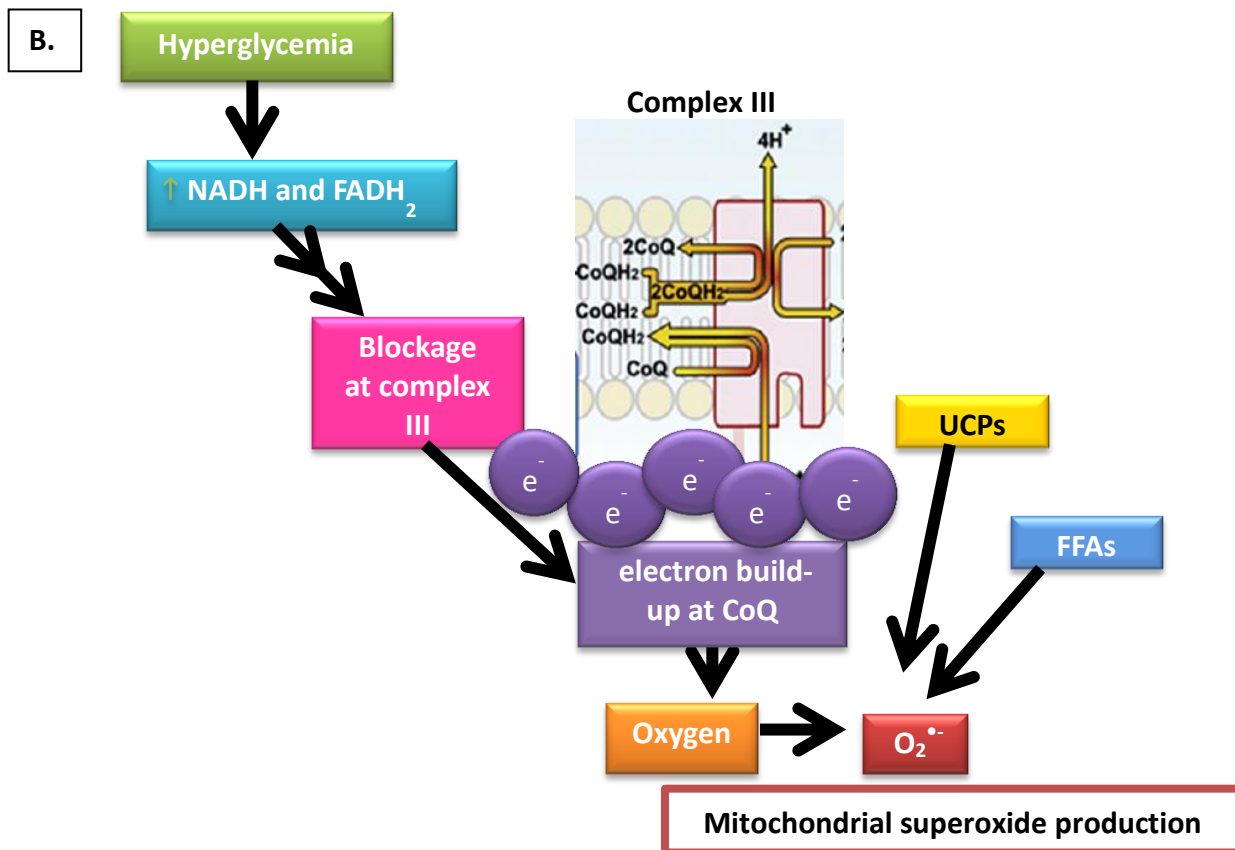 B.
Hyperglycemia
↑ NADH and FADH₂
Blockage
at complex
III
Complex III
4H⁺
2CoQ
CoQH₂
2CoQH₂
CoQH₂
CoQH₂
CoQ
e⁻
e⁻
e⁻
e⁻
e⁻
electron build-
up at CoQ
UCPs
FFAs
Oxygen
O₂•⁻
Mitochondrial superoxide production